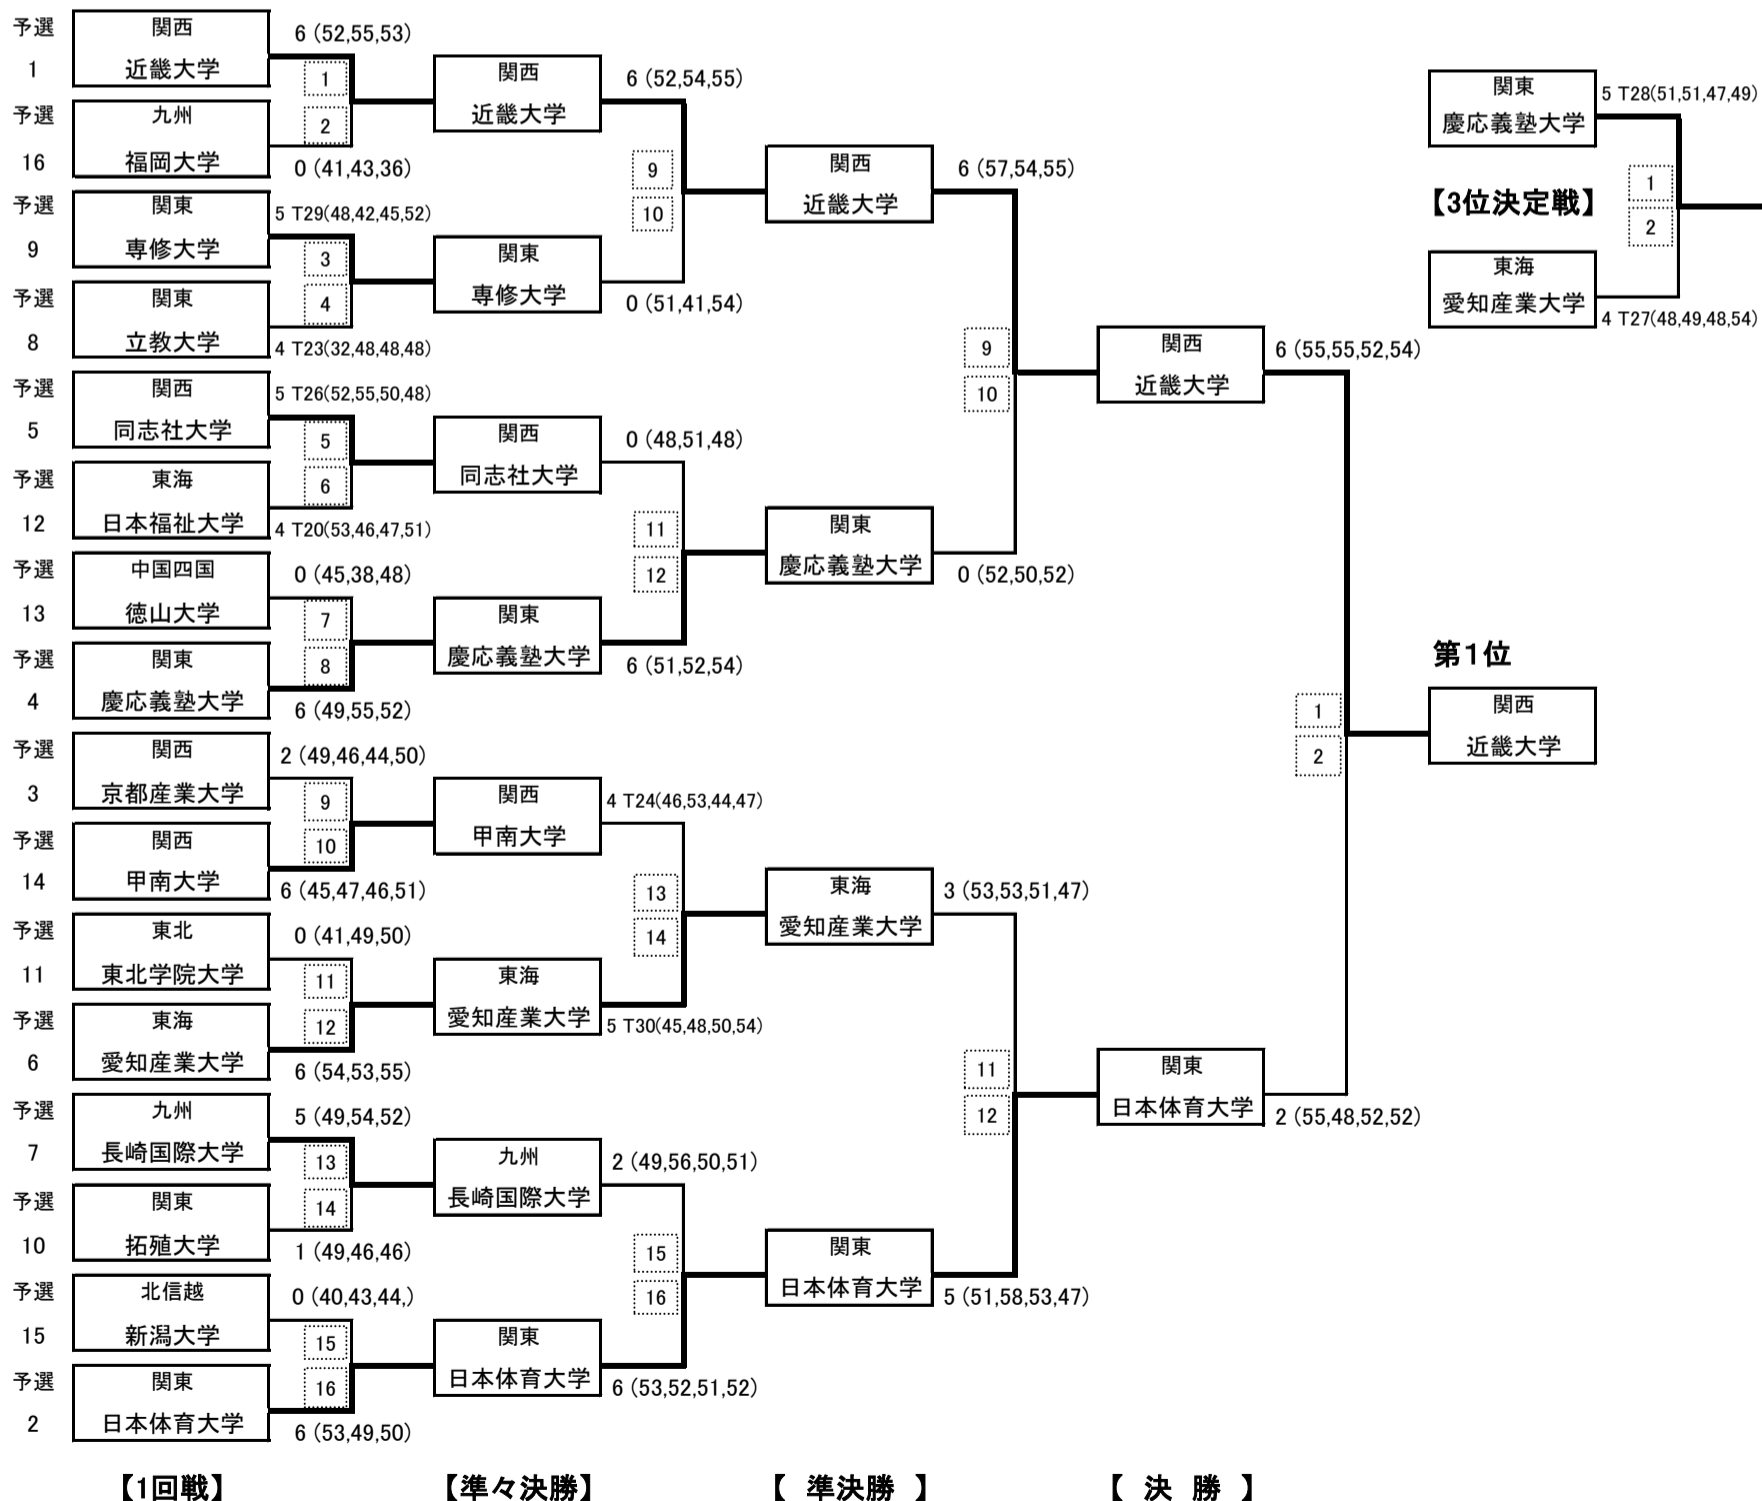 予選
1
関西
近畿大学
6 (52,55,53)
1
2
予選
16
九州
福岡大学
0 (41,43,36)
予選
9
関東
専修大学
5 T29(48,42,45,52)
3
4
予選
8
関東
立教大学
4 T23(32,48,48,48)
予選
5
関西
同志社大学
5 T26(52,55,50,48)
5
6
予選
12
東海
日本福祉大学
4 T20(53,46,47,51)
予選
13
中国四国
徳山大学
0 (45,38,48)
7
8
予選
4
関東
慶応義塾大学
6 (49,55,52)
予選
3
関西
京都産業大学
2 (49,46,44,50)
9
10
予選
14
関西
甲南大学
6 (45,47,46,51)
予選
11
東北
東北学院大学
0 (41,49,50)
11
12
予選
6
東海
愛知産業大学
6 (54,53,55)
予選
7
九州
長崎国際大学
5 (49,54,52)
13
14
予選
10
関東
拓殖大学
1 (49,46,46)
予選
15
北信越
新潟大学
0 (40,43,44,)
15
16
予選
2
関東
日本体育大学
6 (53,49,50)
【1回戦】
関西
近畿大学
6 (52,54,55)
9
10
関東
専修大学
0 (51,41,54)
関西
同志社大学
0 (48,51,48)
11
12
関東
慶応義塾大学
6 (51,52,54)
関西
甲南大学
4 T24(46,53,44,47)
13
14
東海
愛知産業大学
5 T30(45,48,50,54)
九州
長崎国際大学
2 (49,56,50,51)
15
16
関東
日本体育大学
6 (53,52,51,52)
【準々決勝】
関西
近畿大学
6 (57,54,55)
9
10
関東
慶応義塾大学
0 (52,50,52)
東海
愛知産業大学
3 (53,53,51,47)
11
12
関東
日本体育大学
5 (51,58,53,47)
【 準決勝 】
関西
近畿大学
6 (55,55,52,54)
1
2
関東
日本体育大学
2 (55,48,52,52)
【 決 勝 】
関東
慶応義塾大学
5 T28(51,51,47,49)
【3位決定戦】
1
2
東海
愛知産業大学
4 T27(48,49,48,54)
第1位
関西
近畿大学